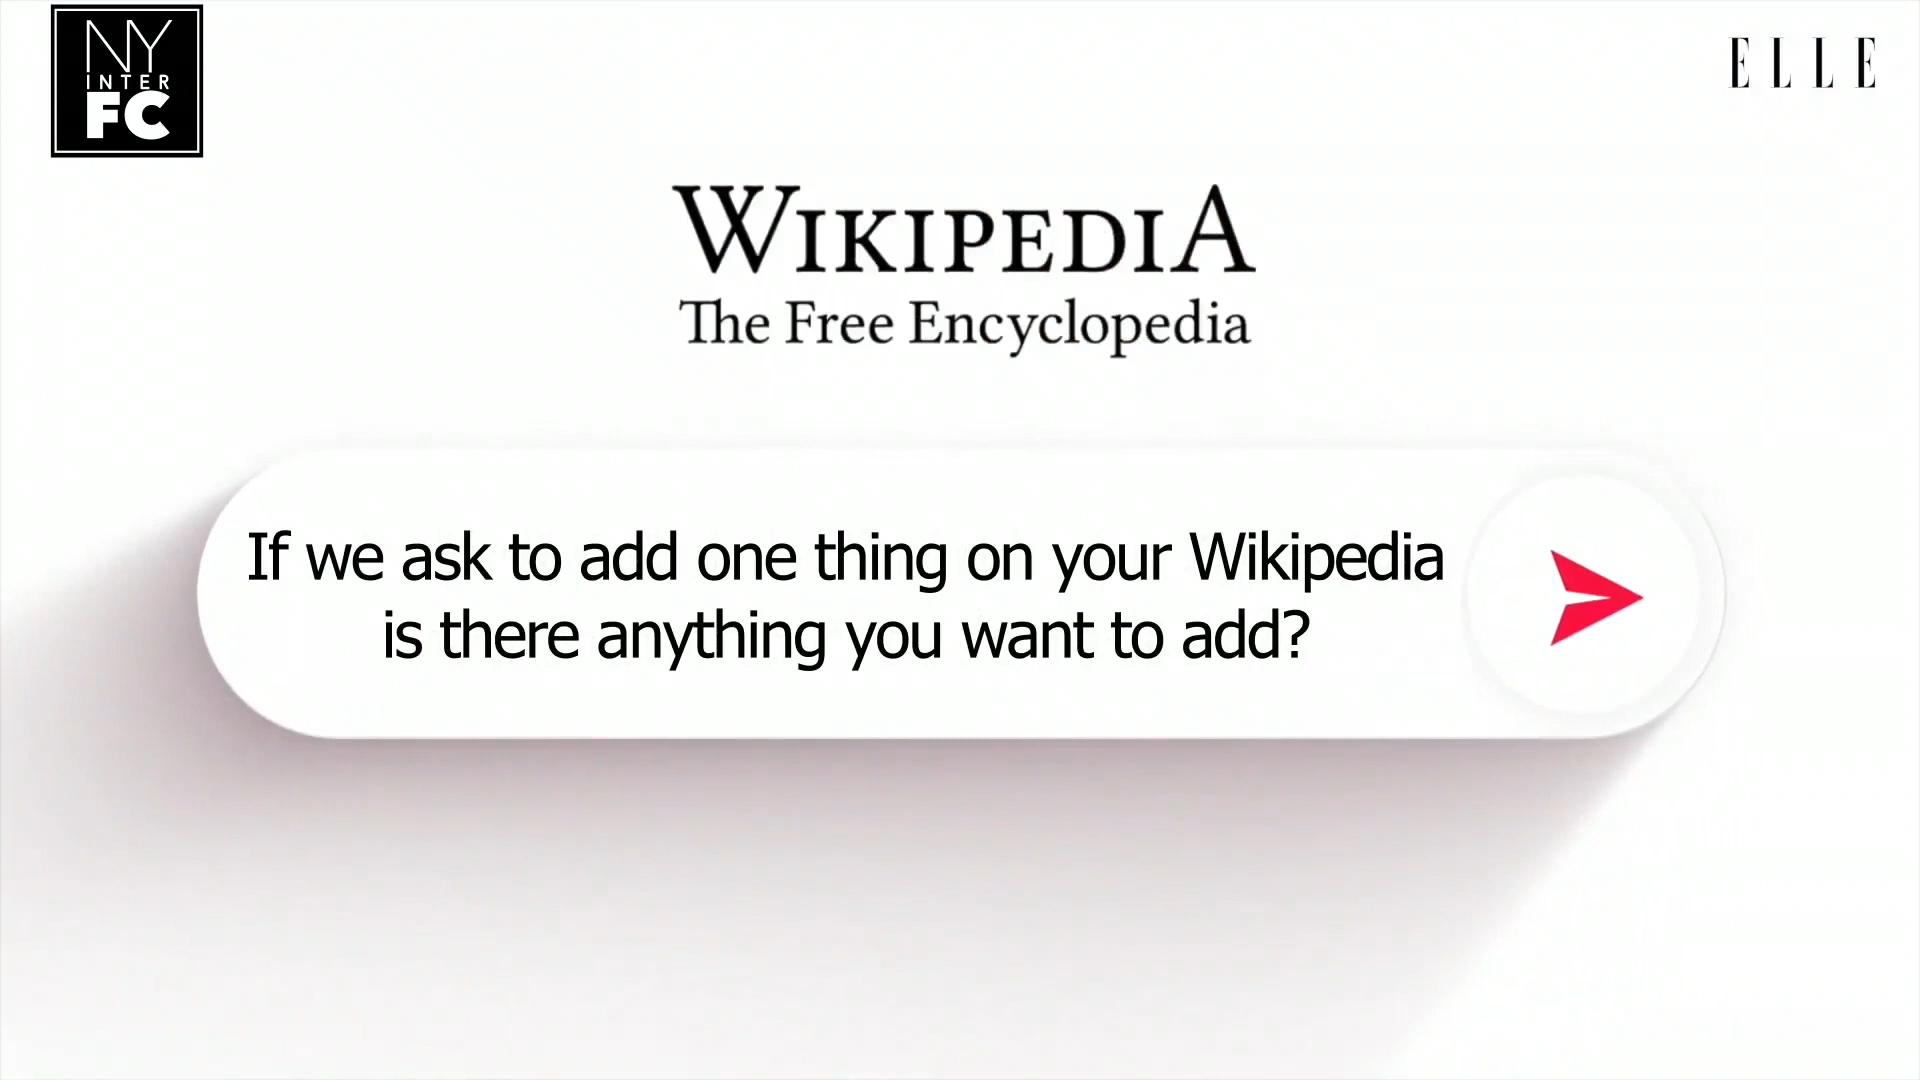 NY
INTER
FC
ELLE
WIKIPEDIA
The Free Encyclopedia
If we ask to add one thing on your Wikipedia
is there anything you want to add?